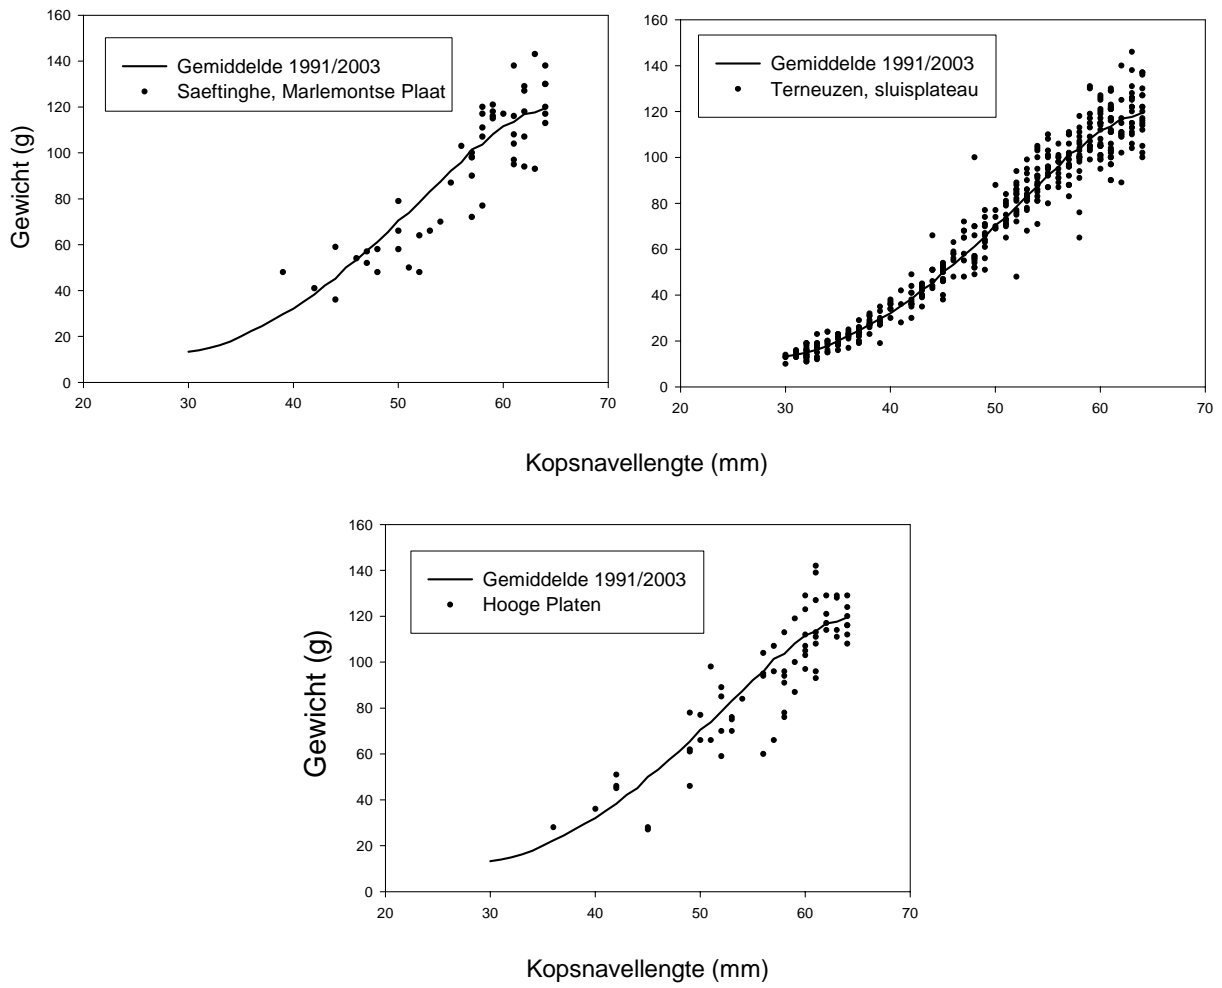 160
140
120
100
80
60
40
20
0
Gewicht (g)
Gemiddelde 1991/2003
Saeftinghe, Marlemontse Plaat
20 30 40 50 60 70
160
140
120
100
80
60
40
20
0
Gemiddelde 1991/2003
Terneuzen, sluisplateau
20 30 40 50 60 70
Kopsnavellengte (mm)
160
140
120
100
80
60
40
20
0
Gewicht (g)
Gemiddelde 1991/2003
Hooge Platen
20 30 40 50 60 70
Kopsnavellengte (mm)